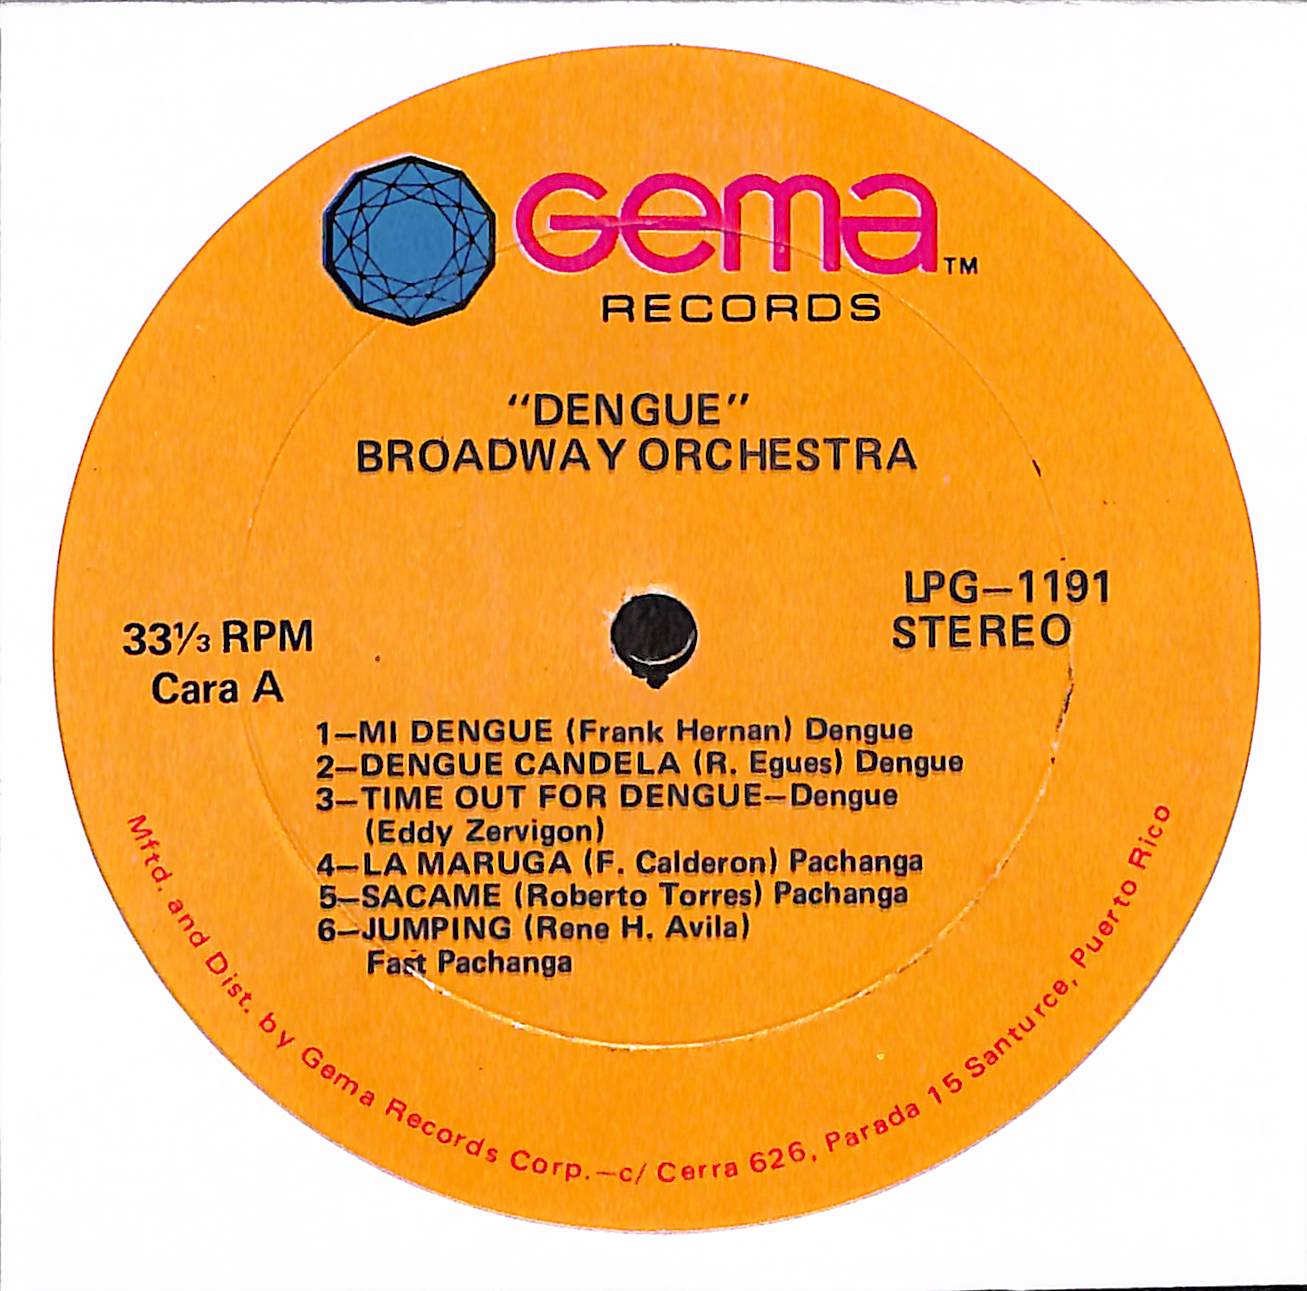 Gema TM
RECORDS
"DENGUE"
BROADWAY ORCHESTRA
LPG–1191
STEREO
33⅓ RPM
Cara A
1–MI DENGUE (Frank Hernan) Dengue
2–DENGUE CANDELA (R. Egues) Dengue
3–TIME OUT FOR DENGUE–Dengue
(Eddy Zervigon)
4–LA MARUGA (F. Calderon) Pachanga
5–SACAME (Roberto Torres) Pachanga
6–JUMPING (Rene H. Avila)
Fast Pachanga
Mftd. and Dist. by Gema Records Corp.–c/ Cerra 626, Parada 15 Santurce, Puerto Rico